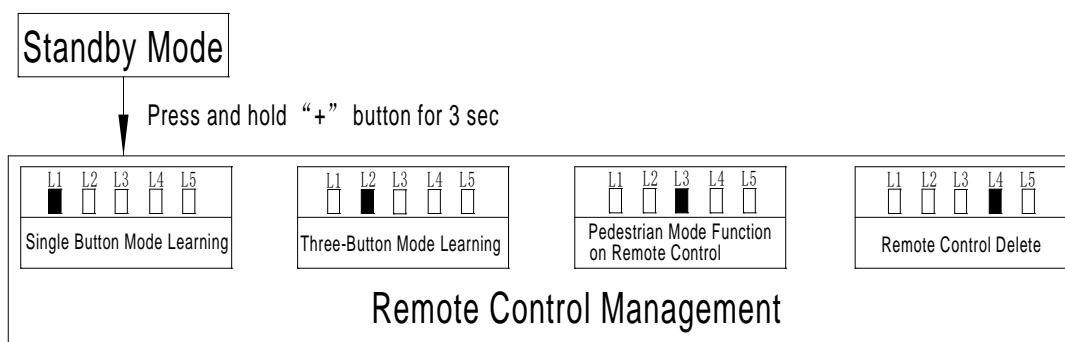 Standby Mode
Press and hold “+” button for 3 sec
L1 L2 L3 L4 L5
Single Button Mode Learning
L1 L2 L3 L4 L5
Three-Button Mode Learning
L1 L2 L3 L4 L5
Pedestrian Mode Function
on Remote Control
L1 L2 L3 L4 L5
Remote Control Delete
Remote Control Management